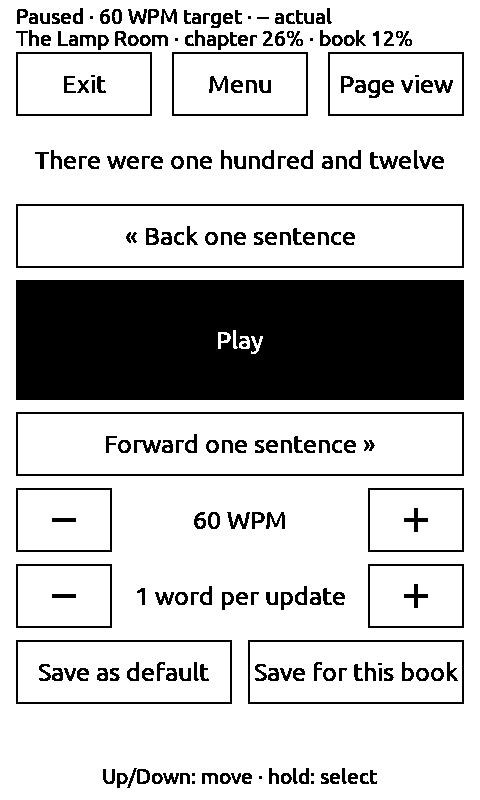 Paused · 60 WPM target · – actual
The Lamp Room · chapter 26% · book 12%
Exit Menu Page view
There were one hundred and twelve
« Back one sentence
Play
Forward one sentence »
− 60 WPM +
− 1 word per update +
Save as default Save for this book
Up/Down: move · hold: select